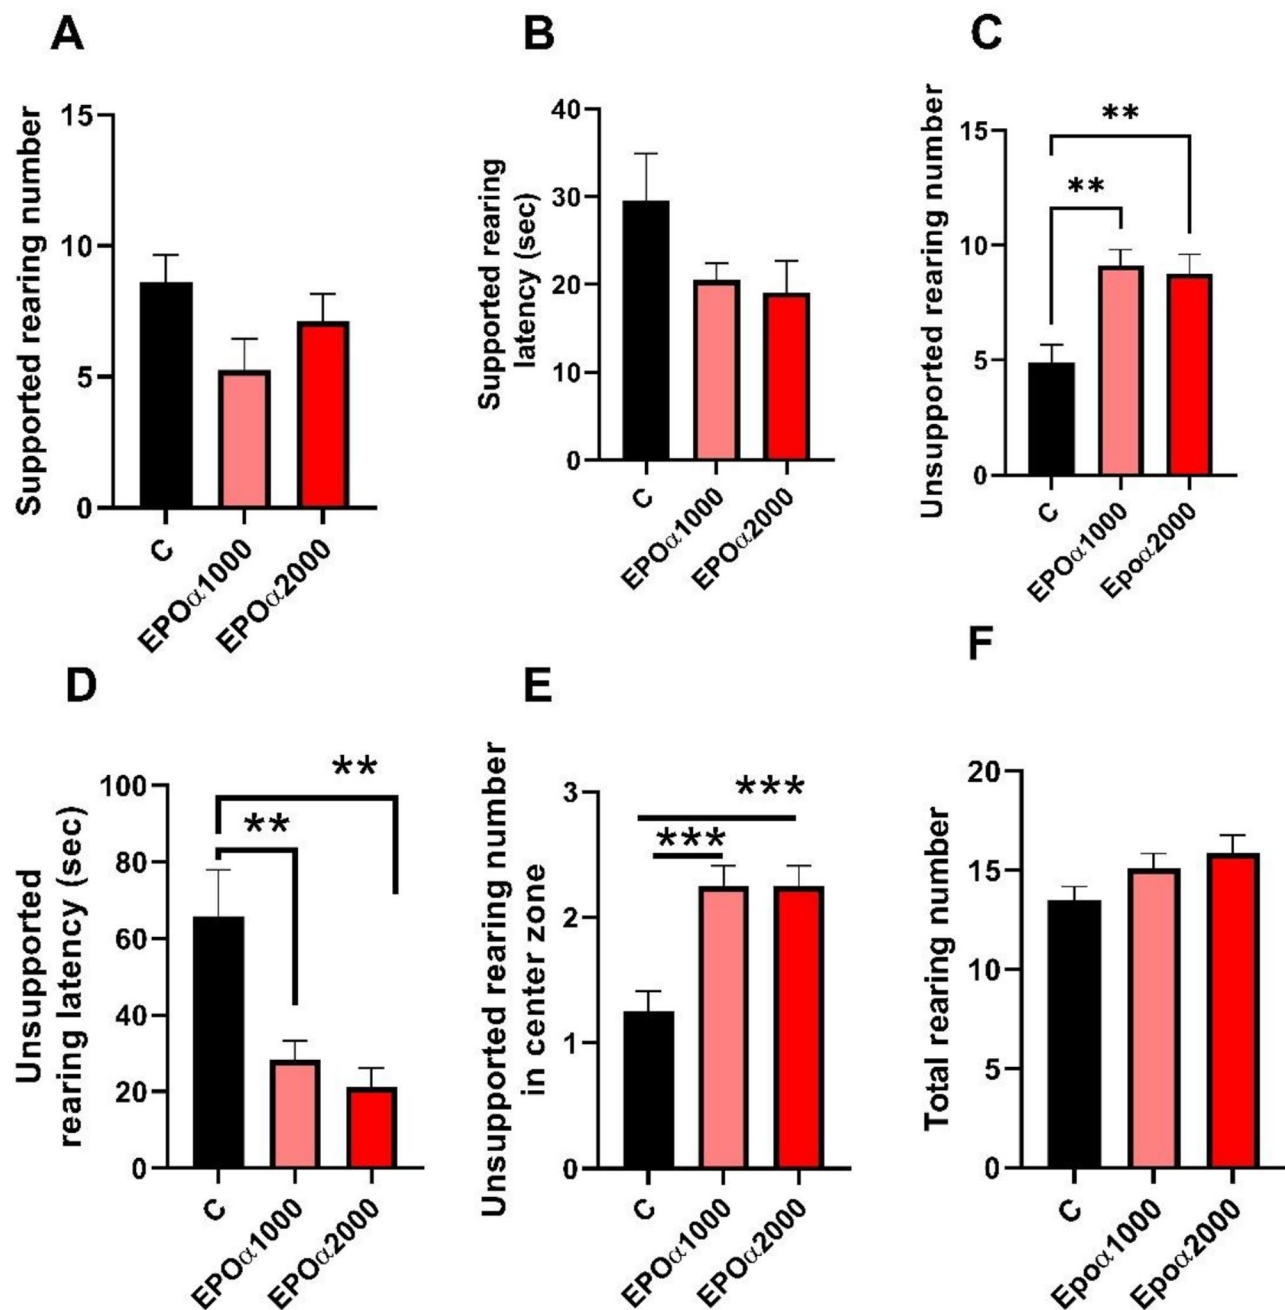 A
Supported rearing number
15
10
5
0
C
EPOα1000
EPOα2000
B
Supported rearing
latency (sec)
40
30
20
10
0
C
EPOα1000
EPOα2000
C
Unsupported rearing number
15
10
5
0
**
**
C
EPOα1000
Epoα2000
D
Unsupported
rearing latency (sec)
100
80
60
40
20
0
**
**
C
EPOα1000
EPOα2000
E
Unsupported rearing number
in center zone
3
2
1
0
***
***
C
EPOα1000
EPOα2000
F
Total rearing number
20
15
10
5
0
C
Epoα1000
Epoα2000